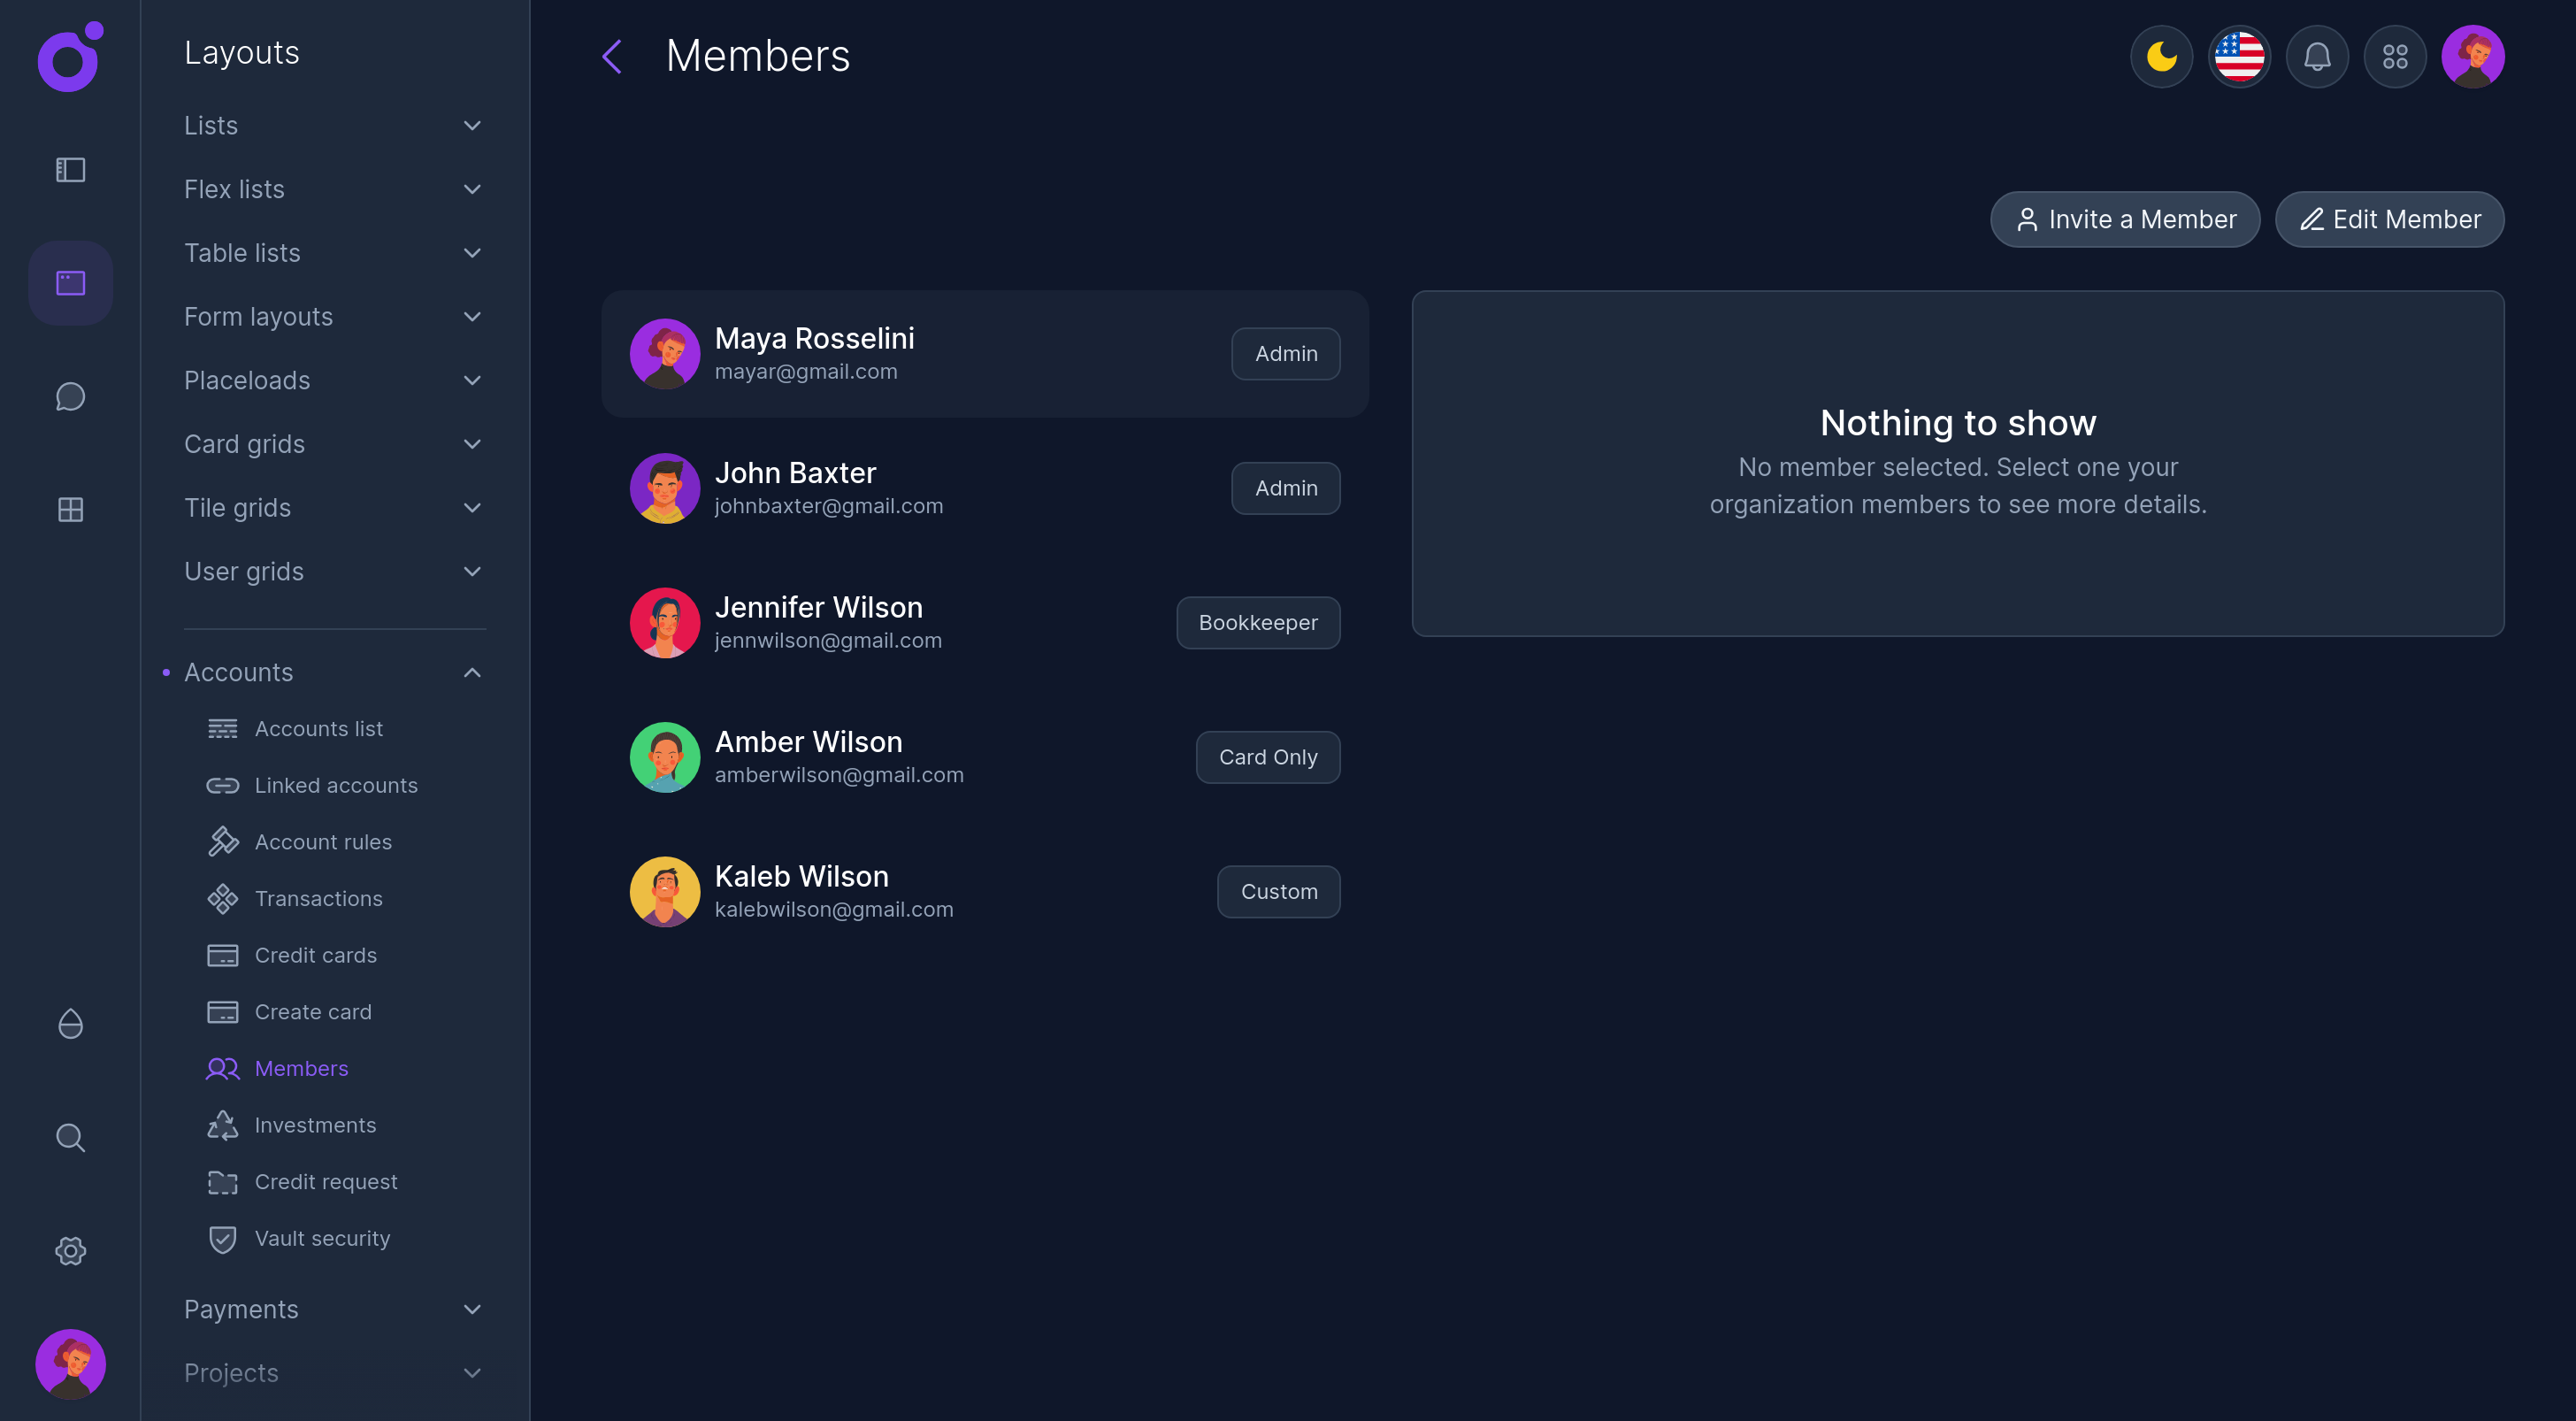 Layouts
Lists
Flex lists
Table lists
Form layouts
Placeloads
Card grids
Tile grids
User grids
Accounts
Accounts list
Linked accounts
Account rules
Transactions
Credit cards
Create card
Members
Investments
Credit request
Vault security
Payments
Projects
Members
Invite a Member
Edit Member
Maya Rosselini
mayar@gmail.com
Admin
John Baxter
johnbaxter@gmail.com
Admin
Jennifer Wilson
jennwilson@gmail.com
Bookkeeper
Amber Wilson
amberwilson@gmail.com
Card Only
Kaleb Wilson
kalebwilson@gmail.com
Custom
Nothing to show
No member selected. Select one your
organization members to see more details.